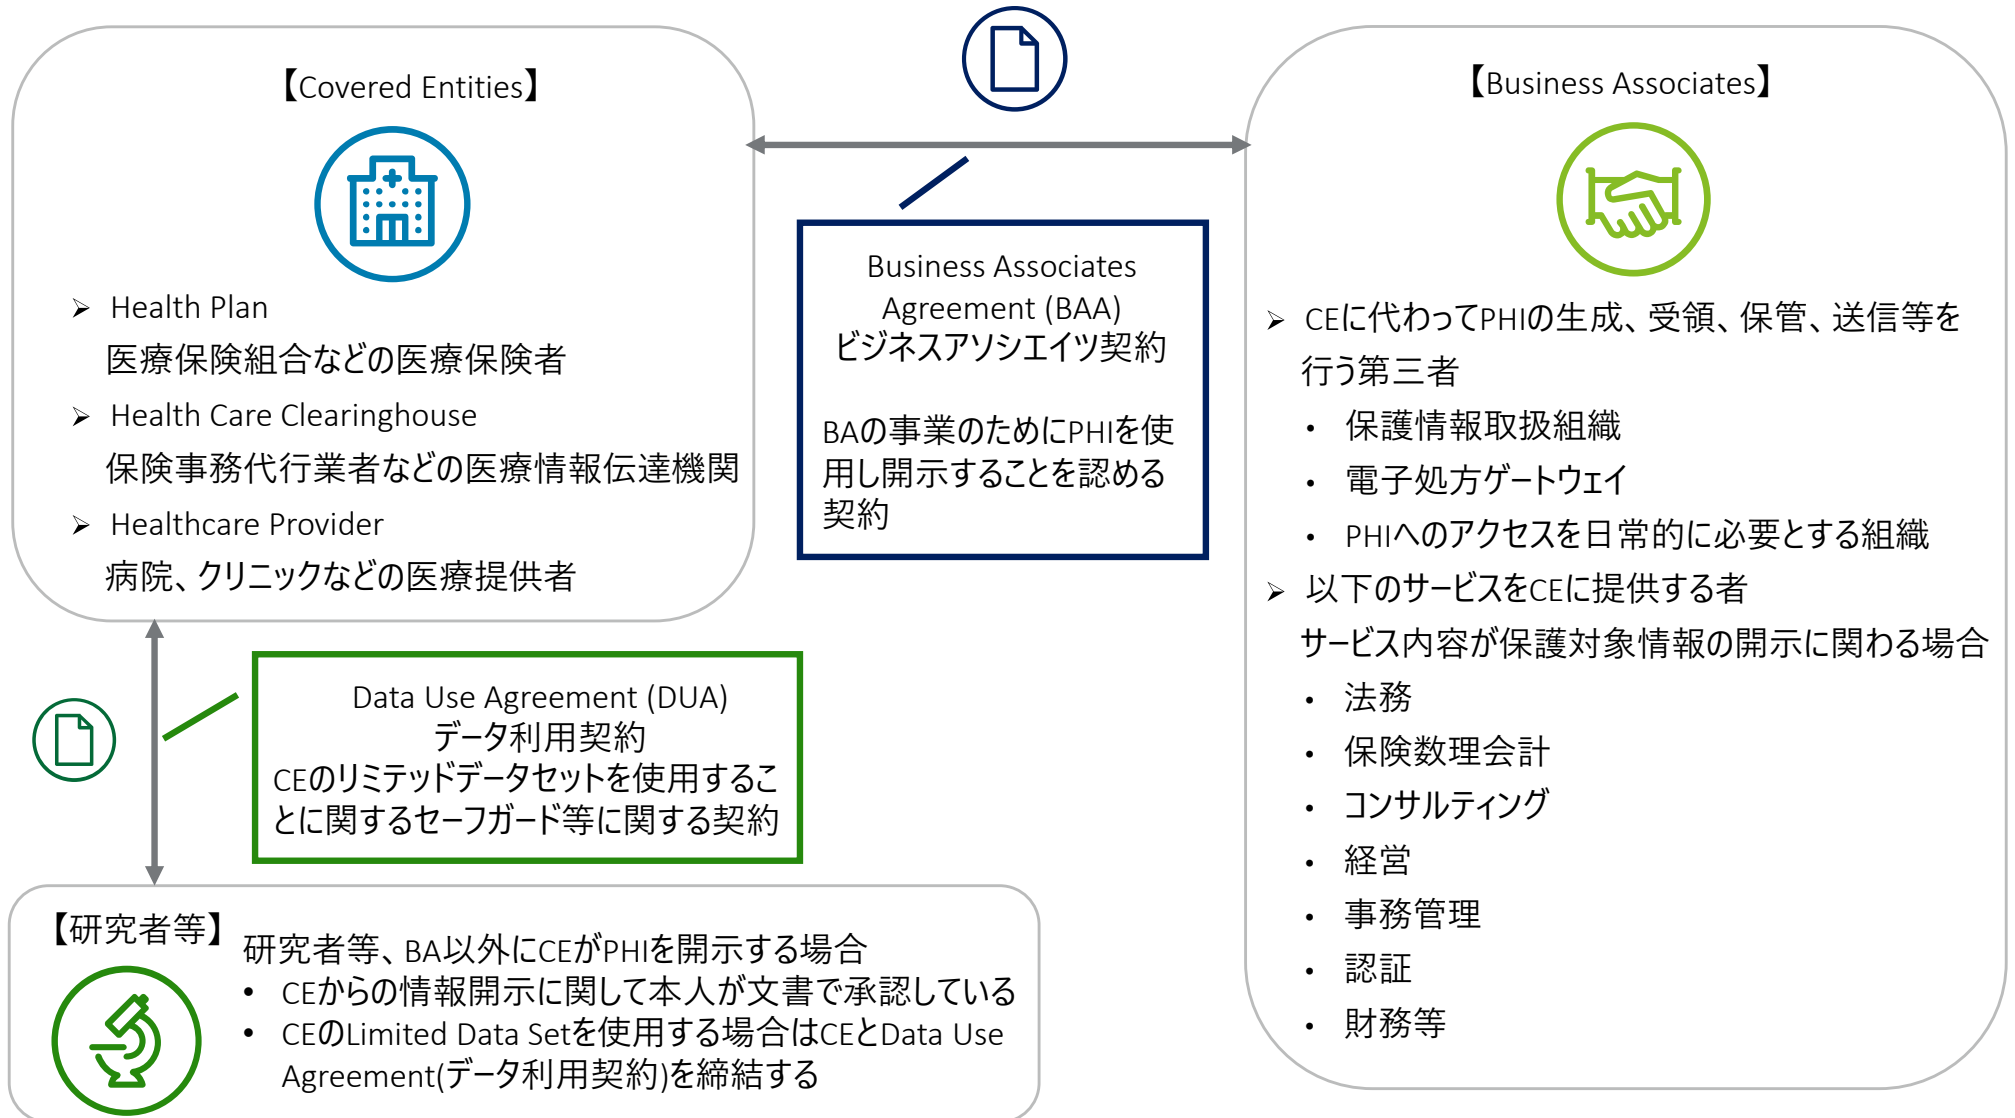 【Covered Entities】
➢ Health Plan
医療保険組合などの医療保険者
➢ Health Care Clearinghouse
保険事務代行業者などの医療情報伝達機関
➢ Healthcare Provider
病院、クリニックなどの医療提供者
Business Associates
Agreement (BAA)
ビジネスアソシエイツ契約
BAの事業のためにPHIを使
用し開示することを認める
契約
【Business Associates】
➢ CEに代わってPHIの生成、受領、保管、送信等を
行う第三者
・ 保護情報取扱組織
・ 電子処方ゲートウェイ
・ PHIへのアクセスを日常的に必要とする組織
➢ 以下のサービスをCEに提供する者
サービス内容が保護対象情報の開示に関わる場合
・ 法務
・ 保険数理会計
・ コンサルティング
・ 経営
・ 事務管理
・ 認証
・ 財務等
Data Use Agreement (DUA)
データ利用契約
CEのリミテッドデータセットを使用するこ
とに関するセーフガード等に関する契約
【研究者等】
研究者等、BA以外にCEがPHIを開示する場合
• CEからの情報開示に関して本人が文書で承認している
• CEのLimited Data Setを使用する場合はCEとData Use
Agreement(データ利用契約)を締結する